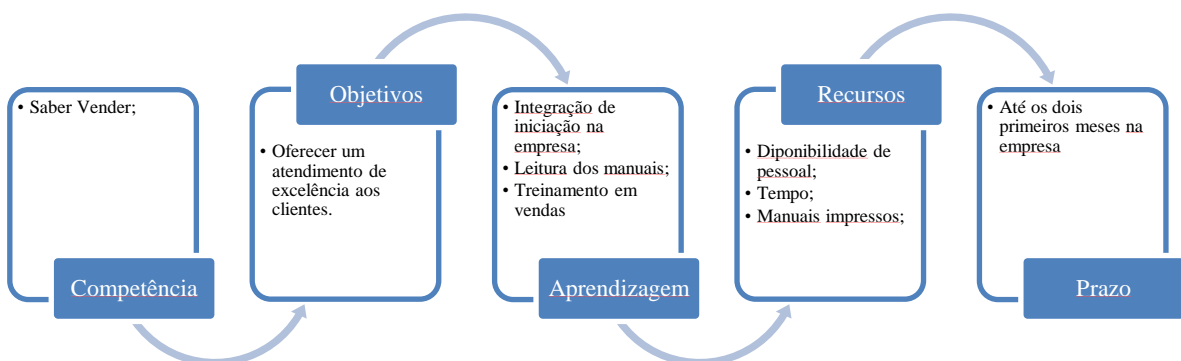 • Saber Vender;
Competência
Objetivos
• Oferecer um
atendimento de
excelência aos
clientes.
• Integração de
iniciação na
empresa;
• Leitura dos manuais;
• Treinamento em
vendas
Aprendizagem
Recursos
• Diponibilidade de
pessoal;
• Tempo;
• Manuais impressos;
• Até os dois
primeiros meses na
empresa
Prazo